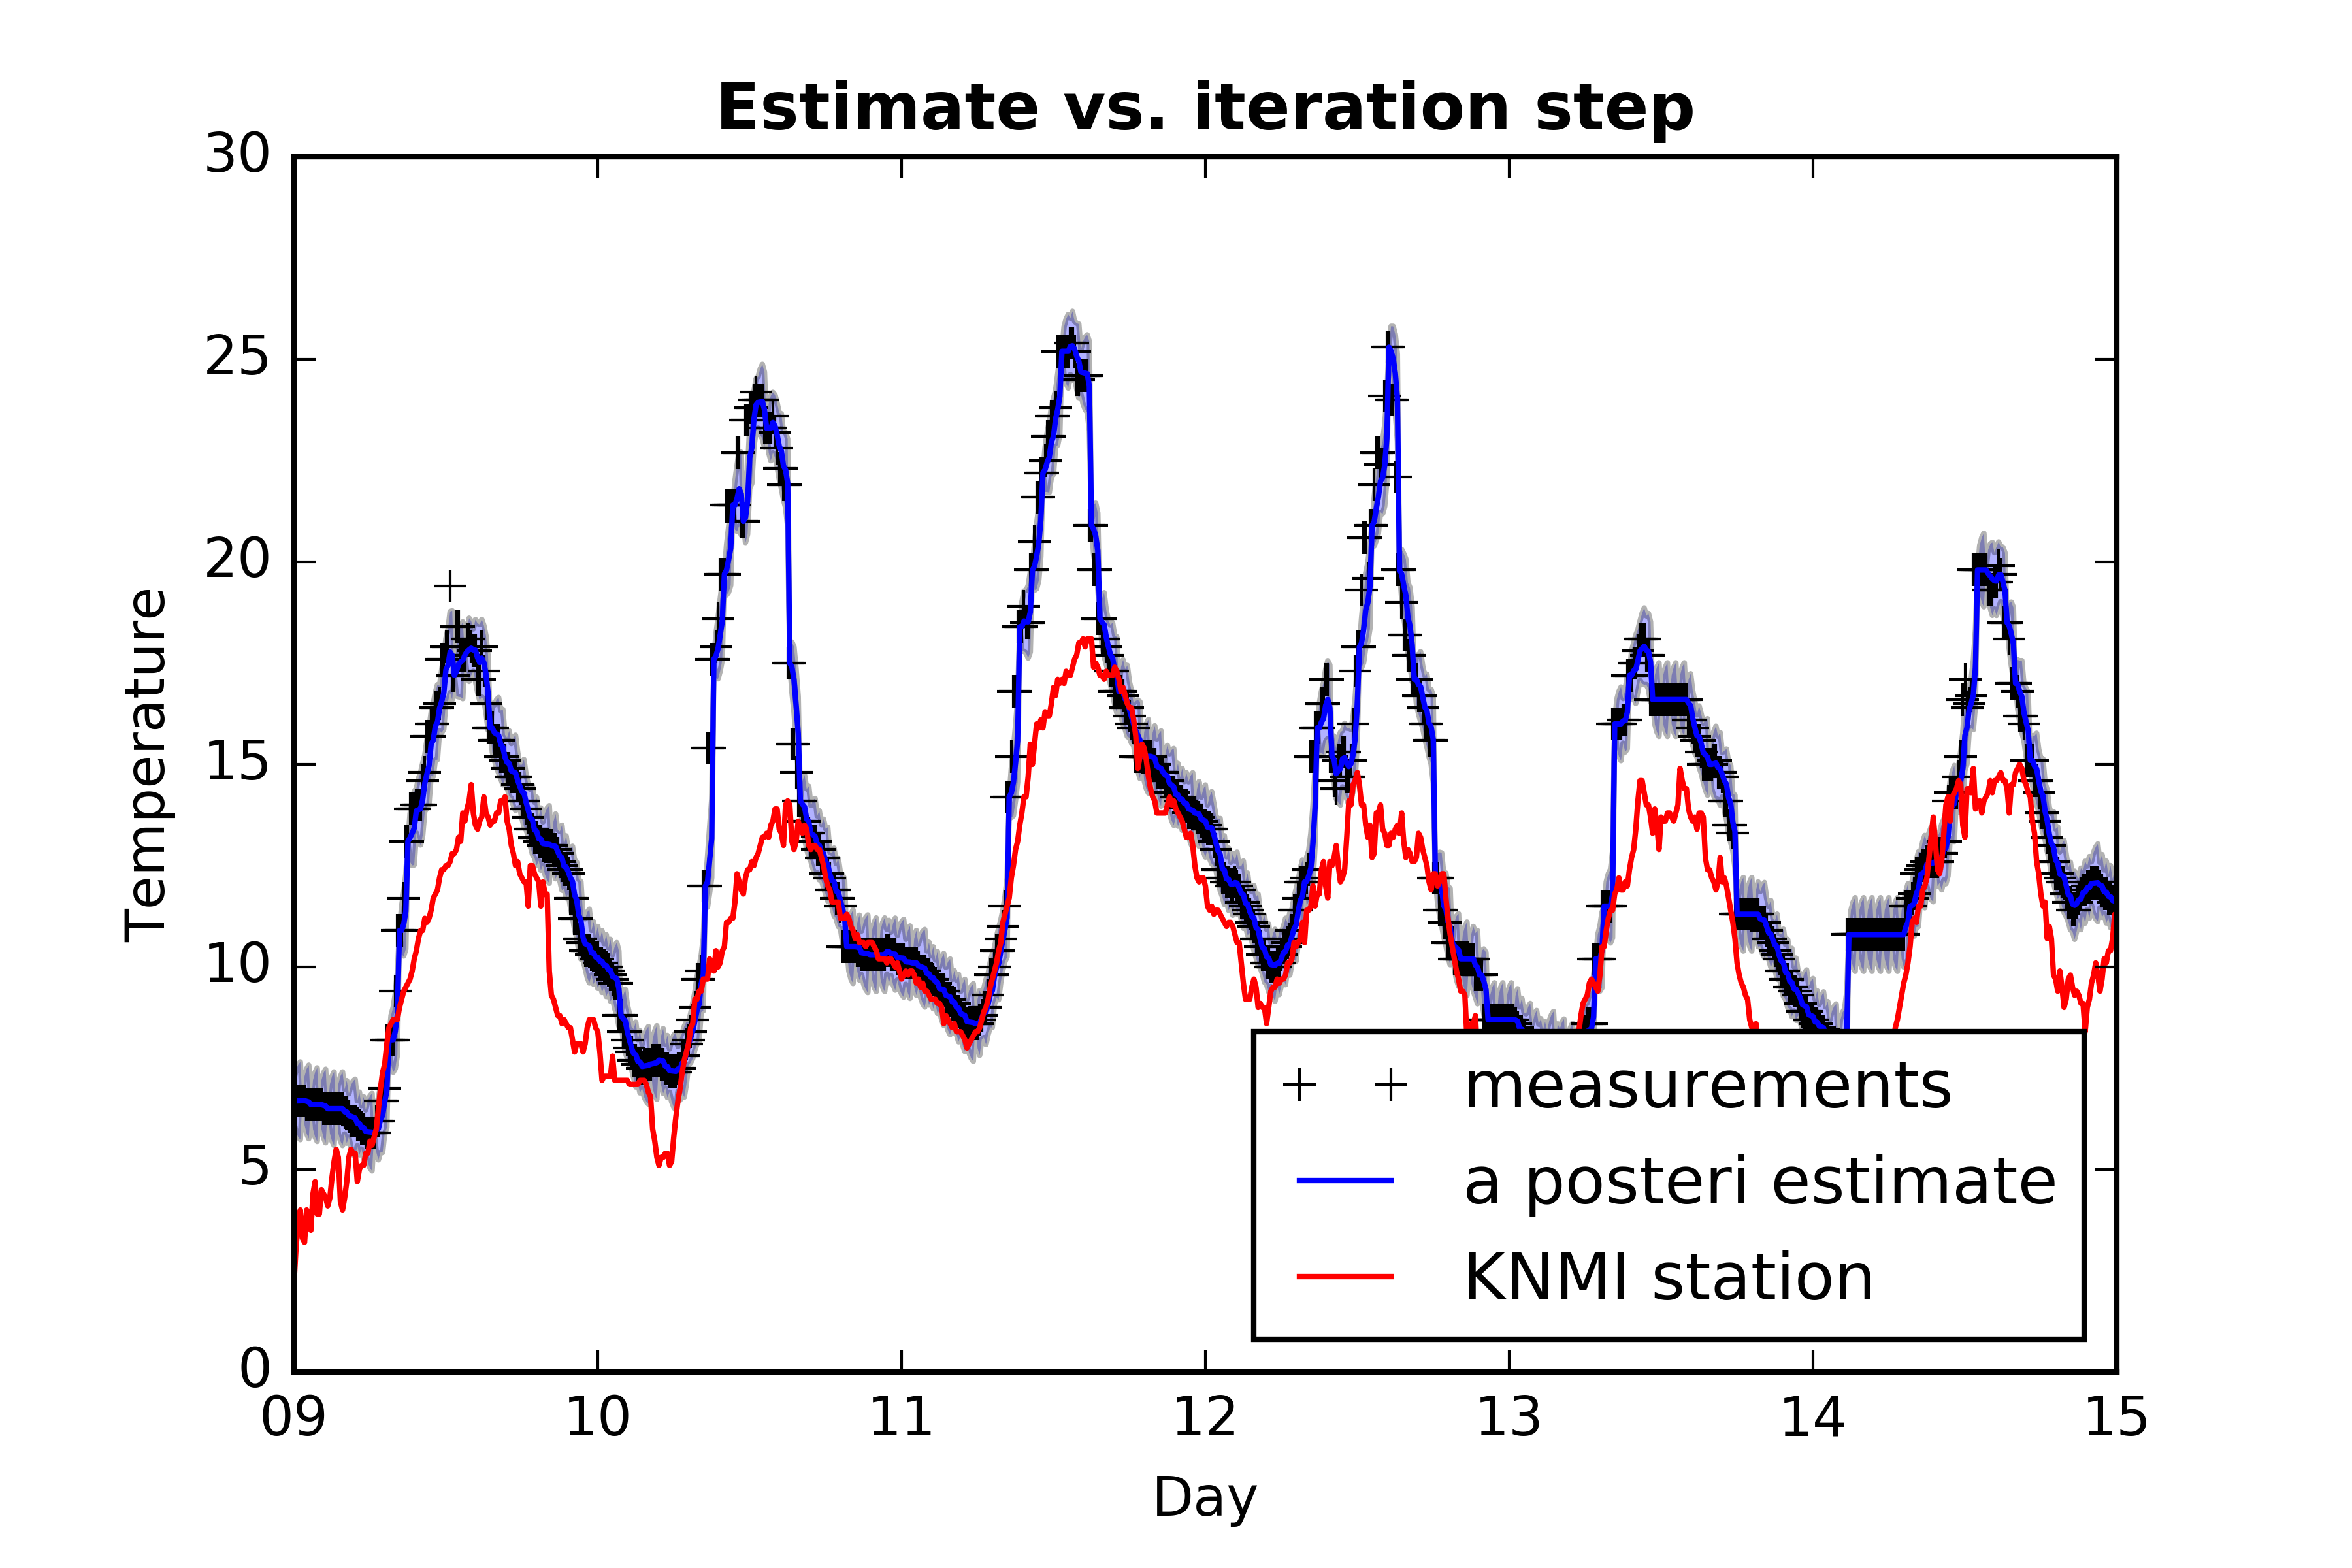 Estimate vs. iteration step
30
25
20
15
10
5
0
Temperature
09 10 11 12 13 14 15
Day
measurements
a posteri estimate
KNMI station